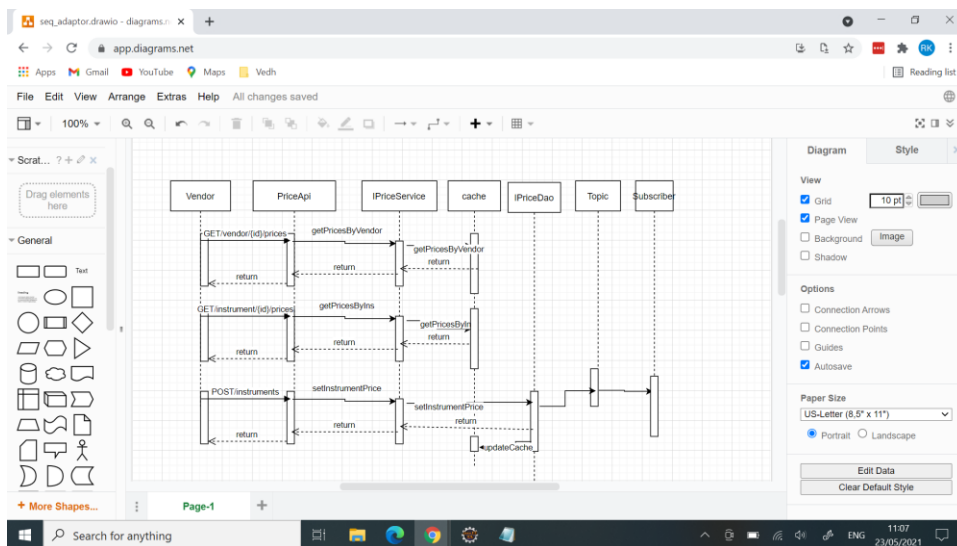 seq_adaptor.drawio - diagrams.n
app.diagrams.net
RK
Apps Gmail YouTube Maps Vedh Reading list
File Edit View Arrange Extras Help All changes saved
100%
Scrat... ?
Drag elements
here
General
Text
+ More Shapes...
Vendor PriceApi IPriceService cache IPriceDao Topic Subscriber
GET/vendor/{id}/prices getPricesByVendor
getPricesByVendor
return
return
return
GET/instrument/{id}/prices getPricesByIns
getPricesByIn
return
return
return
POST/instruments setInstrumentPrice
setInstrumentPrice
return
return
return
updateCache
Diagram Style
View
Grid 10 pt
Page View
Background Image
Shadow
Options
Connection Arrows
Connection Points
Guides
Autosave
Paper Size
US-Letter (8,5" x 11")
Portrait Landscape
Edit Data
Clear Default Style
Page-1
Search for anything
ENG
11:07
23/05/2021